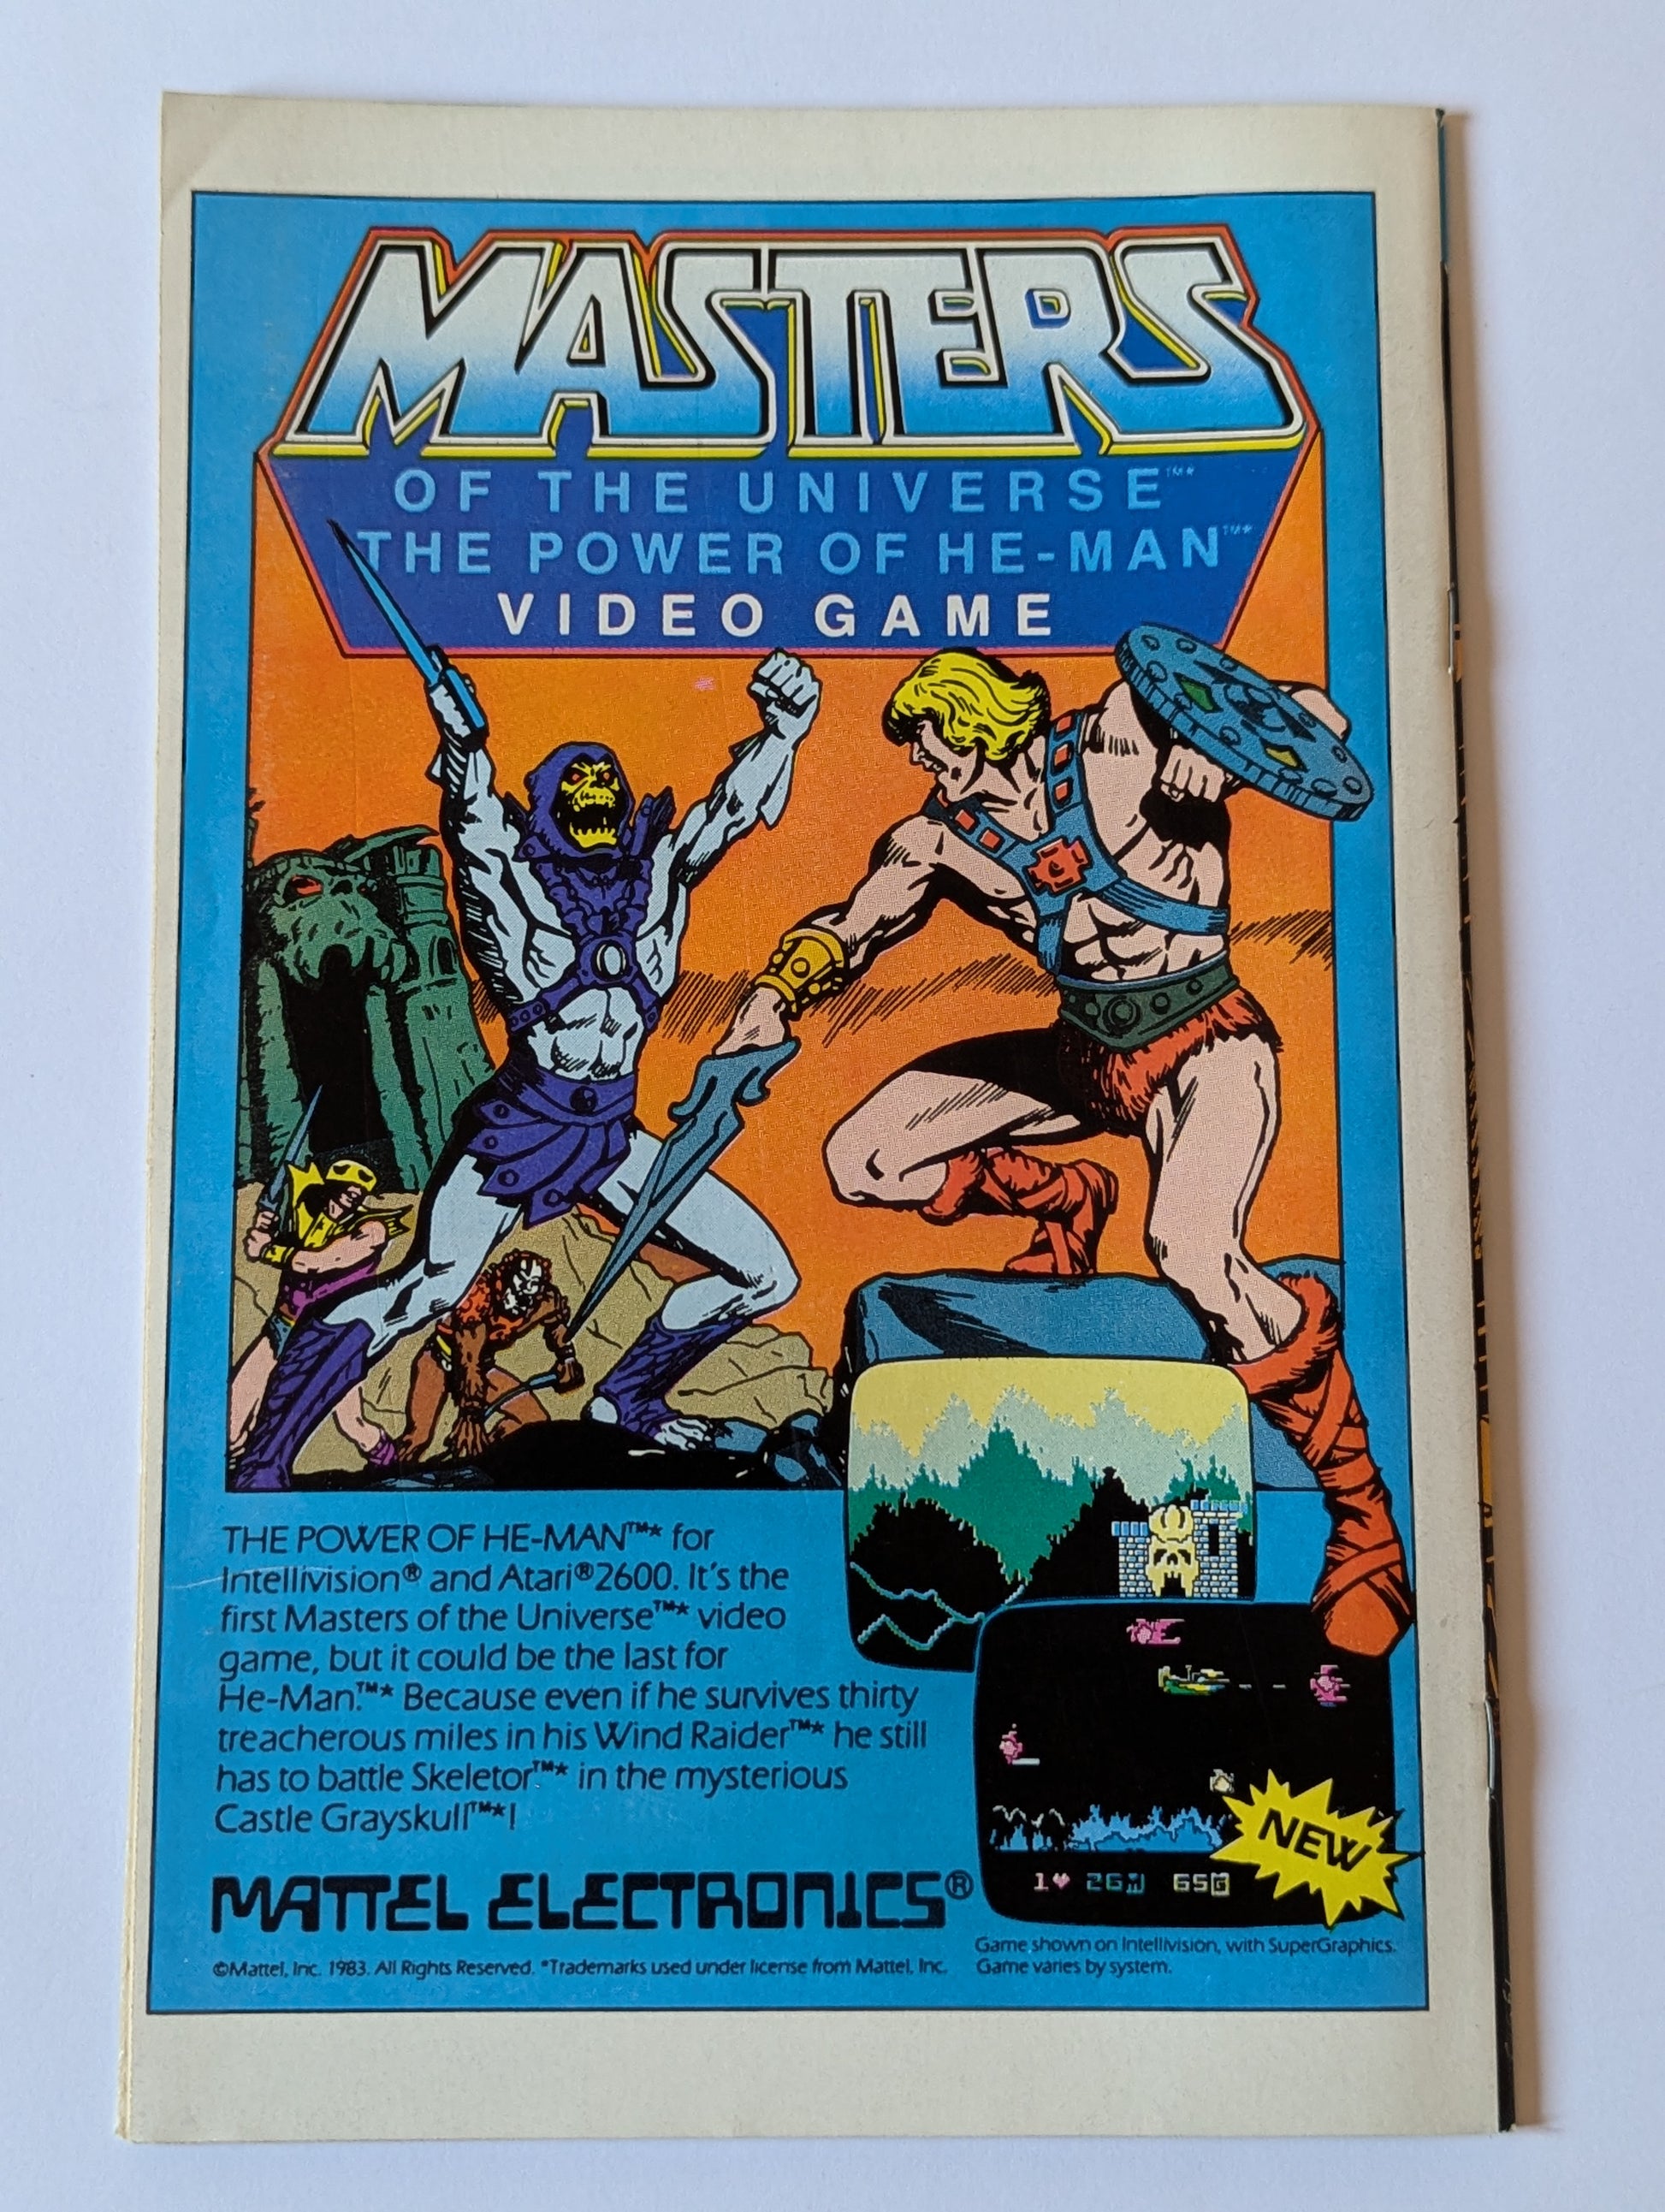 MASTERS
OF THE UNIVERSE™*
THE POWER OF HE-MAN™*
VIDEO GAME
THE POWER OF HE-MAN™* for
Intellivision® and Atari®2600. It's the
first Masters of the Universe™* video
game, but it could be the last for
He-Man.™* Because even if he survives thirty
treacherous miles in his Wind Raider™* he still
has to battle Skeletor™* in the mysterious
Castle Grayskull™*!
1♥ 26M 65G
NEW
MATTEL ELECTRONICS®
©Mattel, Inc. 1983. All Rights Reserved. *Trademarks used under license from Mattel, Inc.
Game shown on Intellivision, with SuperGraphics.
Game varies by system.